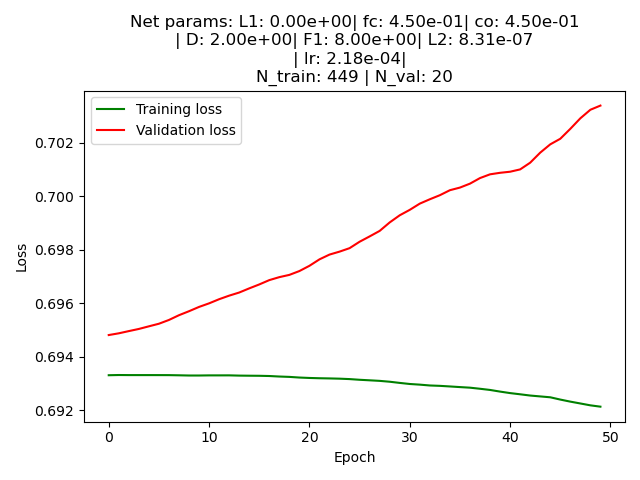 Net params: L1: 0.00e+00| fc: 4.50e-01| co: 4.50e-01
| D: 2.00e+00| F1: 8.00e+00| L2: 8.31e-07
| lr: 2.18e-04|
N_train: 449 | N_val: 20
Training loss
Validation loss
0.702
0.700
0.698
0.696
0.694
0.692
Loss
0 10 20 30 40 50
Epoch